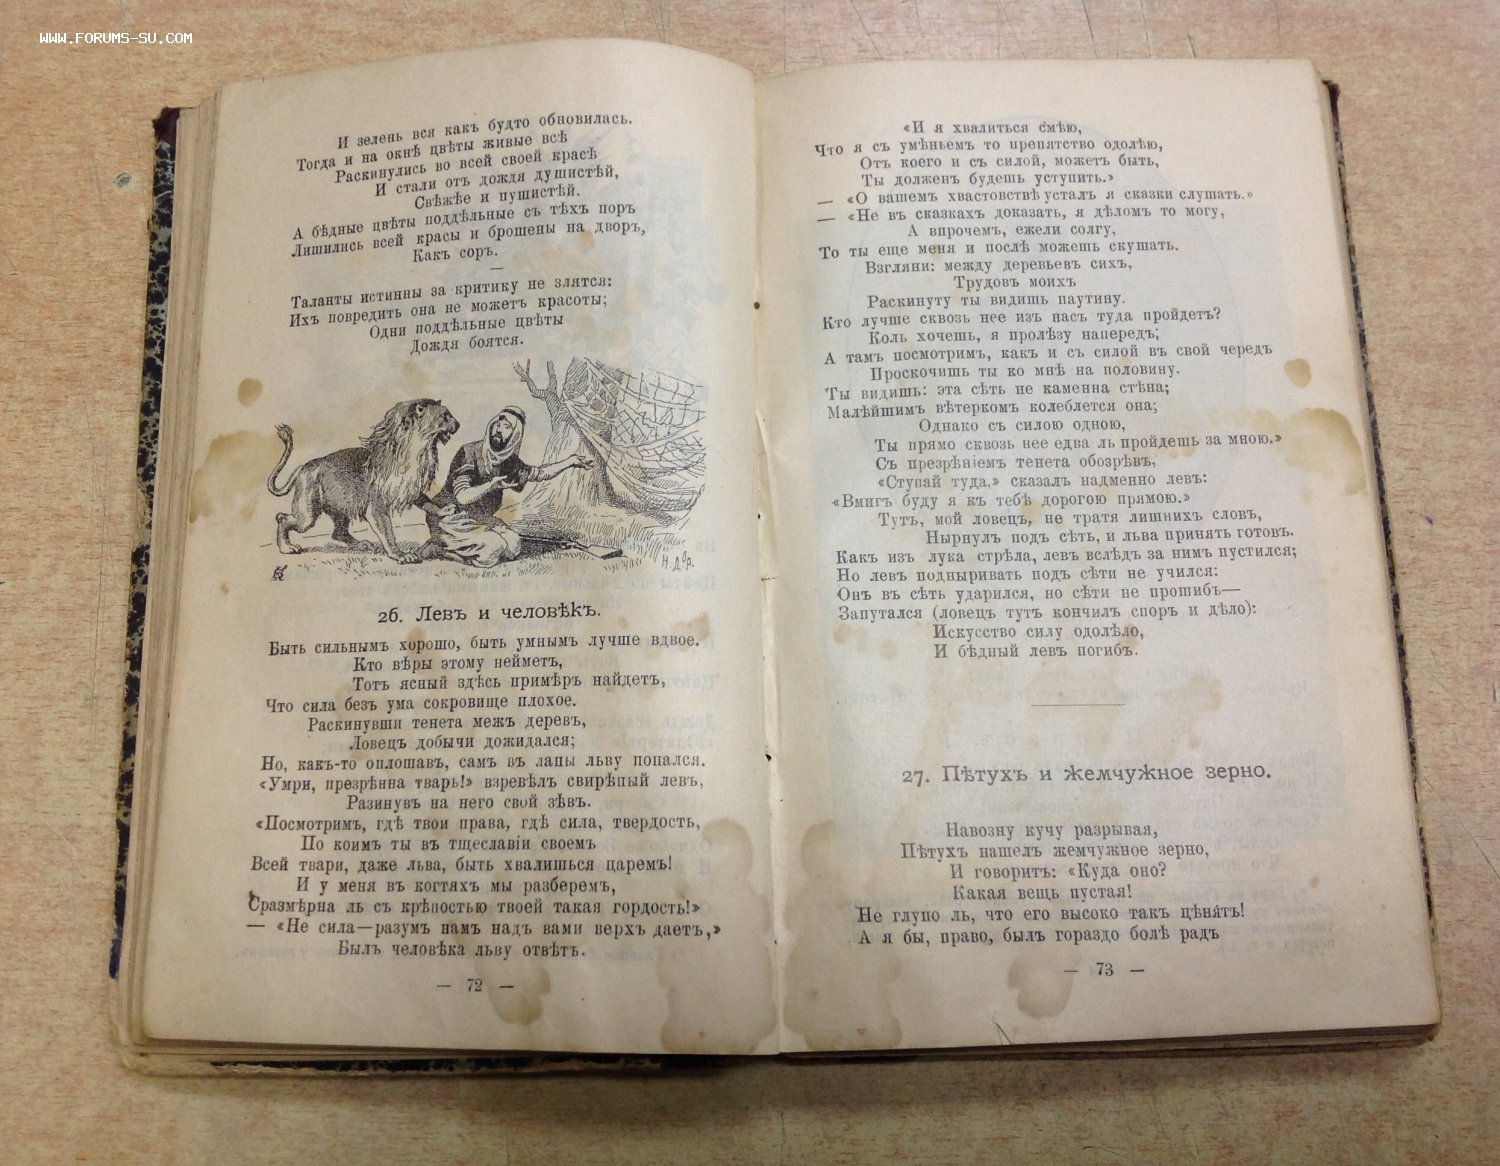 WWW.FORUMS-SU.COM
И зелень вся какъ будто обновилась.
Тогда и на окнѣ цвѣты живые всѣ
Раскинулись во всей своей красѣ
И стали отъ дождя душистѣй,
Свѣжѣе и пушистѣй.
А бѣдные цвѣты поддѣльные съ тѣхъ поръ
Лишились всей красы и брошены на дворъ,
Какъ соръ.
—
Таланты истинны за критику не злятся:
Ихъ повредить она не можетъ красоты;
Одни поддѣльные цвѣты
Дождя боятся.
26. Левъ и человѣкъ.
Быть сильнымъ хорошо, быть умнымъ лучше вдвое.
Кто вѣры этому нейметъ,
Тотъ ясный здѣсь примѣръ найдетъ,
Что сила безъ ума сокровище плохое.
Раскинувши тенета межъ деревъ,
Ловецъ добычи дожидался;
Но, какъ-то оплошавъ, самъ въ лапы льву попался.
«Умри, презрѣнна тварь!» взревѣлъ свирѣпый левъ,
Разинувъ на него свой зѣвъ.
«Посмотримъ, гдѣ твои права, гдѣ сила, твердость,
По коимъ ты въ тщеславіи своемъ
Всей твари, даже льва, быть хвалишься царемъ!
И у меня въ когтяхъ мы разберемъ,
Сразмѣрна ль съ крѣпостью твоей такая гордость!»
— «Не сила—разумъ намъ надъ вами верхъ даетъ,»
Былъ человѣка льву отвѣтъ.
— 72 —
«И я хвалиться смѣю,
Что я съ умѣньемъ то препятство одолѣю,
Отъ коего и съ силой, можетъ быть,
Ты долженъ будешь уступить.»
— «О вашемъ хвастовствѣ усталъ я сказки слушать.»
— «Не въ сказкахъ доказать, я дѣломъ то могу,
А впрочемъ, ежели солгу,
То ты еще меня и послѣ можешь скушать.
Взгляни: между деревьевъ сихъ,
Трудовъ моихъ
Раскинуту ты видишь паутину.
Кто лучше сквозь нее изъ насъ туда пройдетъ?
Коль хочешь, я пролѣзу напередъ;
А тамъ посмотримъ, какъ и съ силой въ свой чередъ
Проскочишь ты ко мнѣ на половину.
Ты видишь: эта сѣть не каменна стѣна;
Малѣйшимъ вѣтеркомъ колеблется она;
Однако съ силою одною,
Ты прямо сквозь нее едва ль пройдешь за мною.»
Съ презрѣніемъ тенета обозрѣвъ,
«Ступай туда,» сказалъ надменно левъ:
«Вмигъ буду я къ тебѣ дорогою прямою.»
Тутъ, мой ловецъ, не тратя лишнихъ словъ,
Нырнулъ подъ сѣть, и льва принять готовъ.
Какъ изъ лука стрѣла, левъ вслѣдъ за нимъ пустился;
Но левъ подныривать подъ сѣти не учился:
Онъ въ сѣть ударился, но сѣти не прошибъ—
Запутался (ловецъ тутъ кончилъ споръ и дѣло):
Искусство силу одолѣло,
И бѣдный левъ погибъ.
27. Пѣтухъ и жемчужное зерно.
Навозну кучу разрывая,
Пѣтухъ нашелъ жемчужное зерно,
И говоритъ: «Куда оно?
Какая вещь пустая!
Не глупо ль, что его высоко такъ цѣнятъ!
А я бы, право, былъ гораздо болѣ радъ
— 73 —